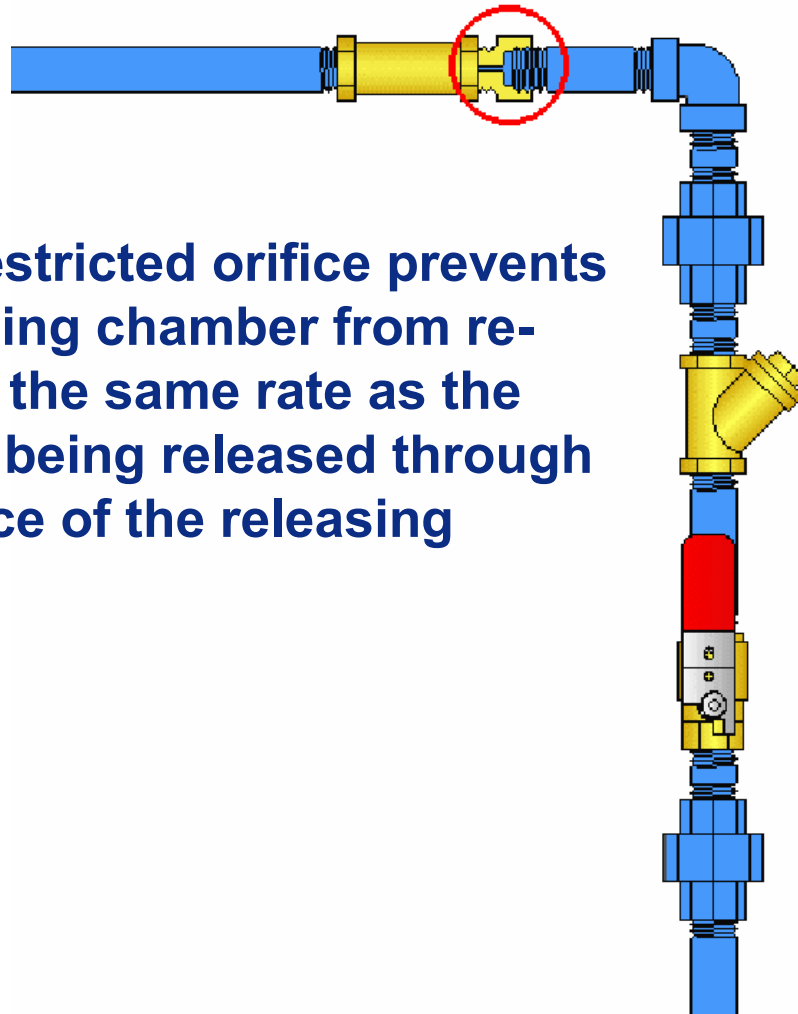 estricted orifice prevents
ing chamber from re-
the same rate as the
being released through
ce of the releasing